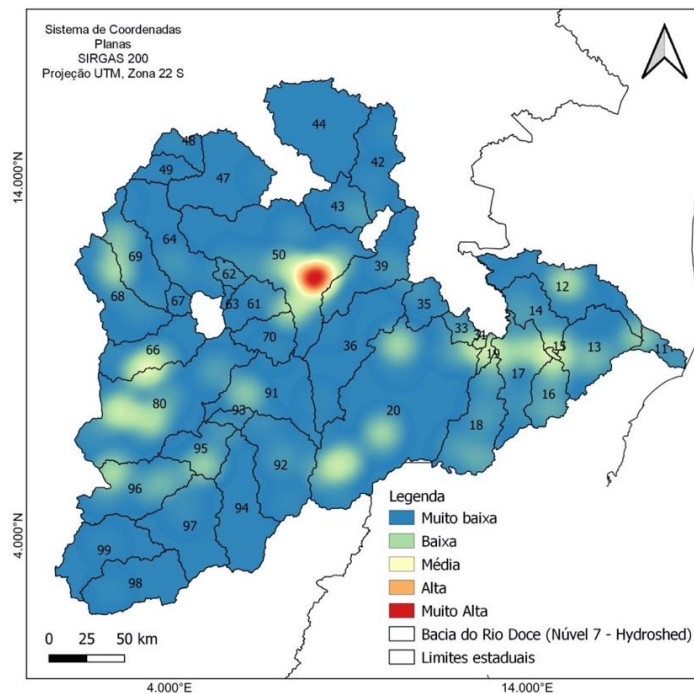 Sistema de Coordenadas
Planas
SIRGAS 200
Projeção UTM, Zona 22 S
14.000°N
4.000°N
44
48
42
49
47
43
64
50
69
39
62
12
68
67
63
61
35
14
33
31
70
36
15
13
11
66
19
17
91
16
80
93
20
18
95
92
96
94
97
99
98
Legenda
Muito baixa
Baixa
Média
Alta
Muito Alta
Bacia do Rio Doce (Núvel 7 - Hydroshed)
Limites estaduais
0 25 50 km
4.000°E
14.000°E